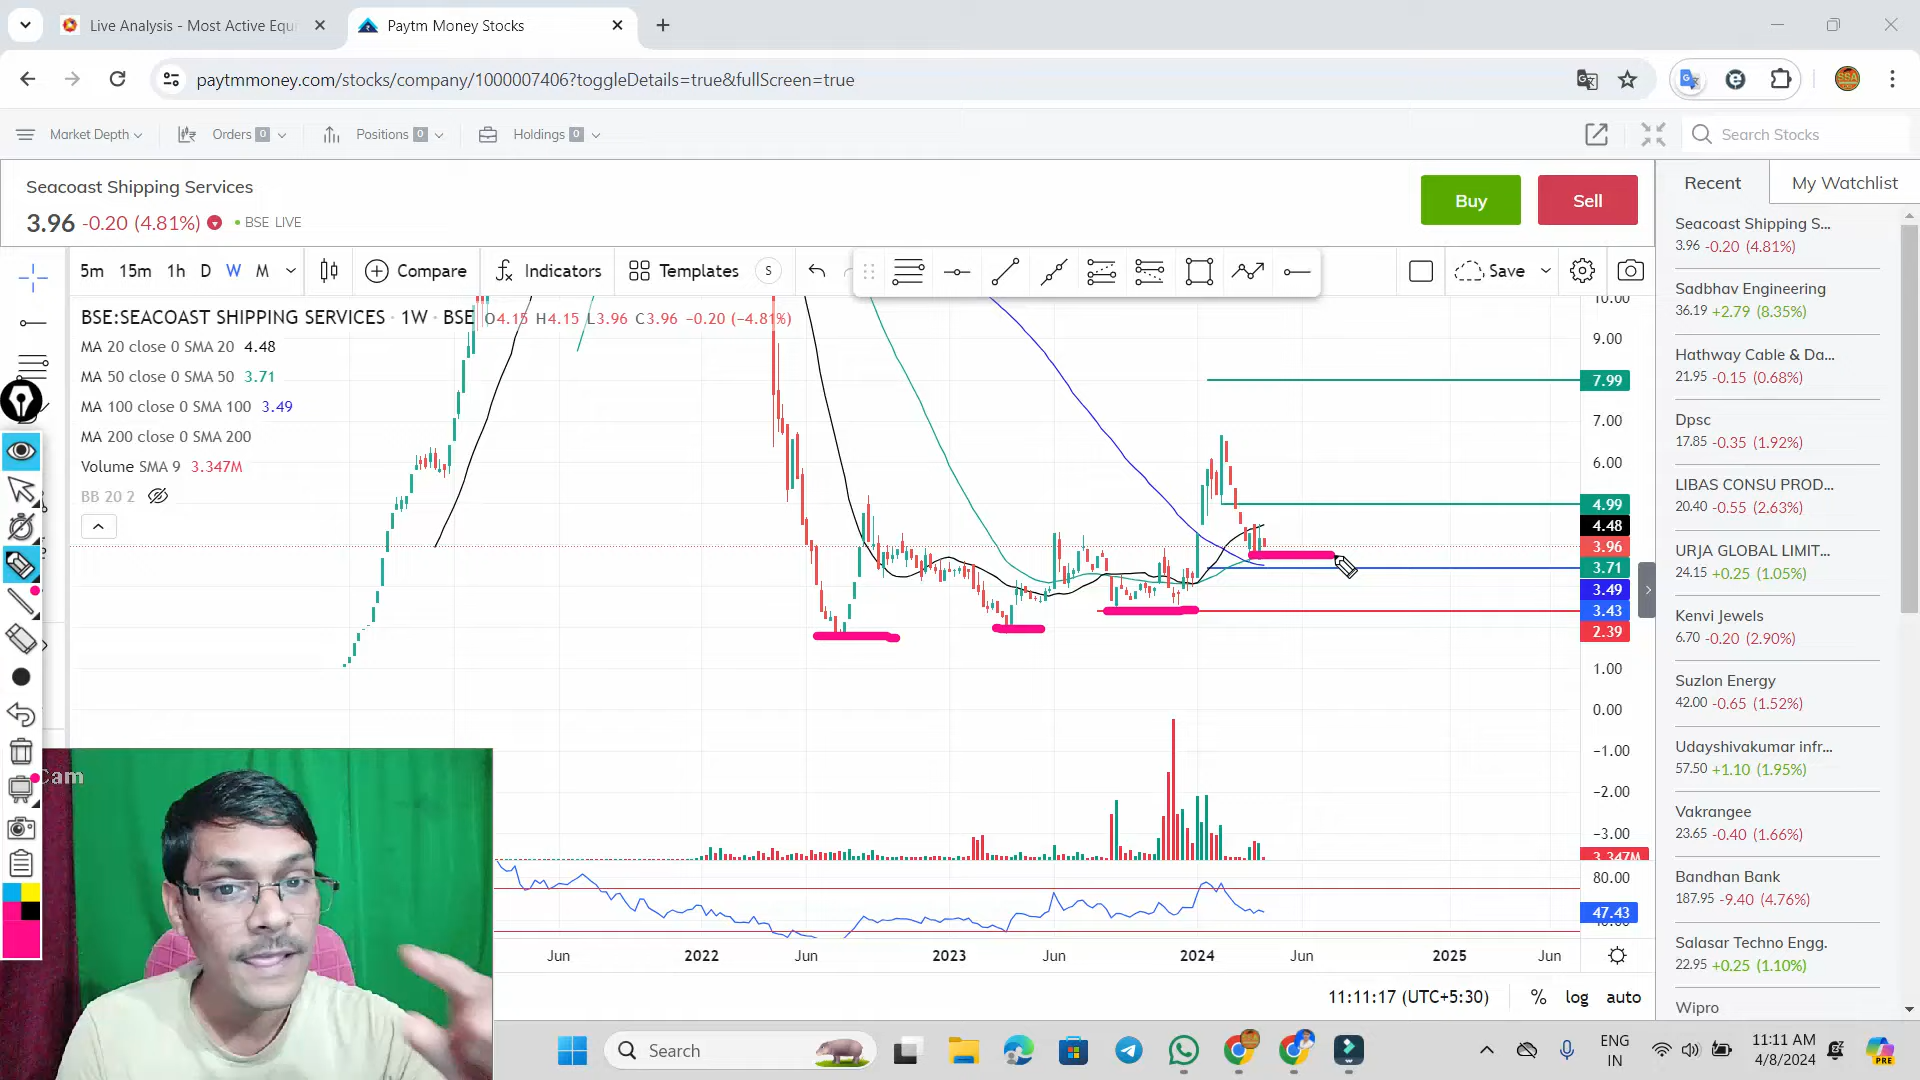 Live Analysis - Most Active Equi
Paytm Money Stocks
paytmmoney.com/stocks/company/1000007406?toggleDetails=true&fullScreen=true
Market Depth Orders 0 Positions 0 Holdings 0
Search Stocks
Seacoast Shipping Services
3.96 -0.20 (4.81%) • BSE LIVE
Buy
Sell
5m 15m 1h D W M
Compare
Indicators
Templates
S
Save
BSE:SEACOAST SHIPPING SERVICES · 1W · BSE O4.15 H4.15 L3.96 C3.96 -0.20 (-4.81%)
MA 20 close 0 SMA 20 4.48
MA 50 close 0 SMA 50 3.71
MA 100 close 0 SMA 100 3.49
MA 200 close 0 SMA 200
Volume SMA 9 3.347M
BB 20 2
10.00
9.00
7.99
7.00
6.00
4.99
4.48
3.96
3.71
3.49
3.43
2.39
1.00
0.00
-1.00
-2.00
-3.00
3.347M
80.00
47.43
Jun 2022 Jun 2023 Jun 2024 Jun 2025 Jun
11:11:17 (UTC+5:30) % log auto
Recent
My Watchlist
Seacoast Shipping S...
3.96 -0.20 (4.81%)
Sadbhav Engineering
36.19 +2.79 (8.35%)
Hathway Cable & Da...
21.95 -0.15 (0.68%)
Dpsc
17.85 -0.35 (1.92%)
LIBAS CONSU PROD...
20.40 -0.55 (2.63%)
URJA GLOBAL LIMIT...
24.15 +0.25 (1.05%)
Kenvi Jewels
6.70 -0.20 (2.90%)
Suzlon Energy
42.00 -0.65 (1.52%)
Udayshivakumar infr...
57.50 +1.10 (1.95%)
Vakrangee
23.65 -0.40 (1.66%)
Bandhan Bank
187.95 -9.40 (4.76%)
Salasar Techno Engg.
22.95 +0.25 (1.10%)
Wipro
Cam
Search
ENG
IN
11:11 AM
4/8/2024
PRE